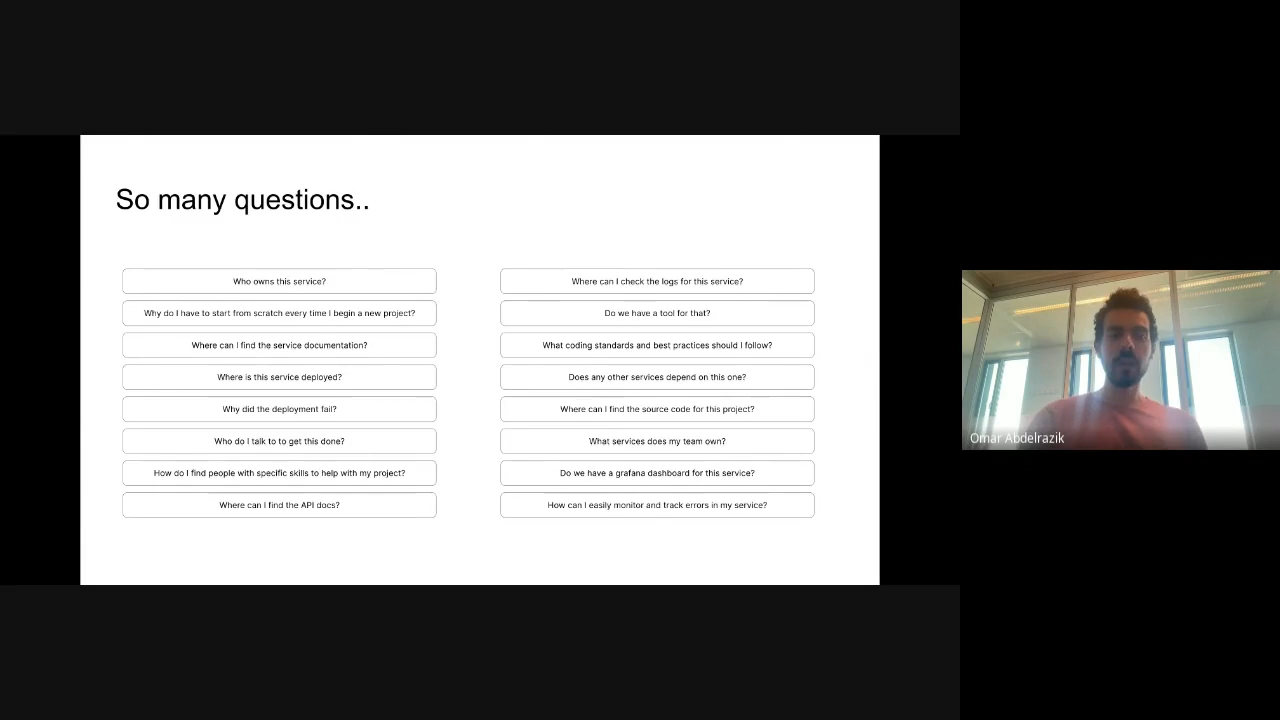 So many questions..
Who owns this service?
Why do I have to start from scratch every time I begin a new project?
Where can I find the service documentation?
Where is this service deployed?
Why did the deployment fail?
Who do I talk to to get this done?
How do I find people with specific skills to help with my project?
Where can I find the API docs?
Where can I check the logs for this service?
Do we have a tool for that?
What coding standards and best practices should I follow?
Does any other services depend on this one?
Where can I find the source code for this project?
What services does my team own?
Do we have a grafana dashboard for this service?
How can I easily monitor and track errors in my service?
Omar Abdelrazik